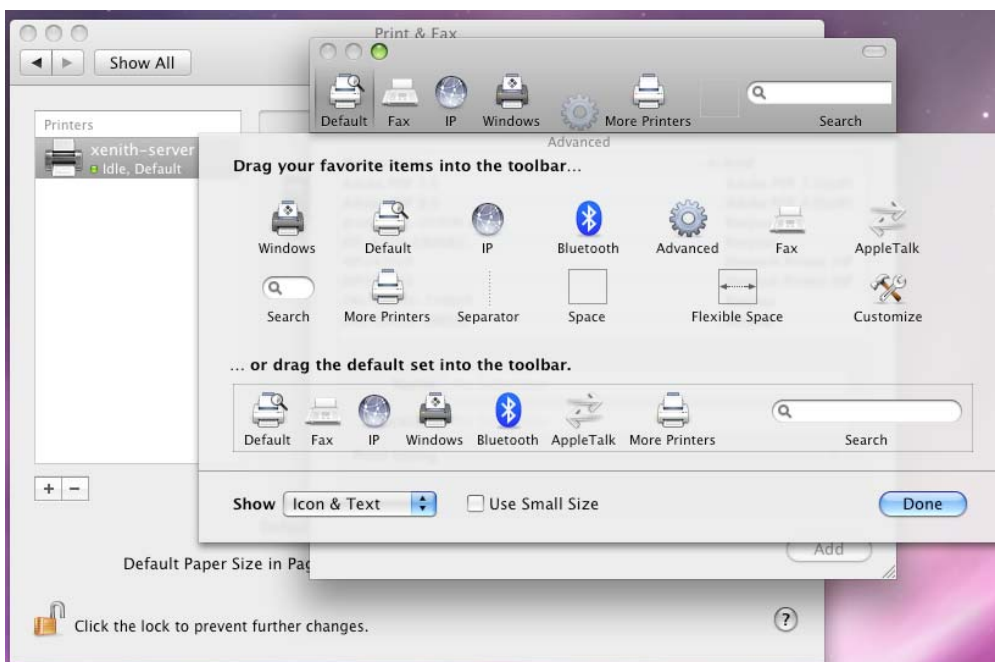 Print & Fax
Show All
Default Fax IP Windows More Printers Search
Advanced
Printers
xenith-server
Idle, Default
Drag your favorite items into the toolbar...
Windows Default IP Bluetooth Advanced Fax AppleTalk
Search More Printers Separator Space Flexible Space Customize
... or drag the default set into the toolbar.
Default Fax IP Windows Bluetooth AppleTalk More Printers Search
+ −
Show Icon & Text Use Small Size Done
Add
Default Paper Size in Pag
Click the lock to prevent further changes.
?